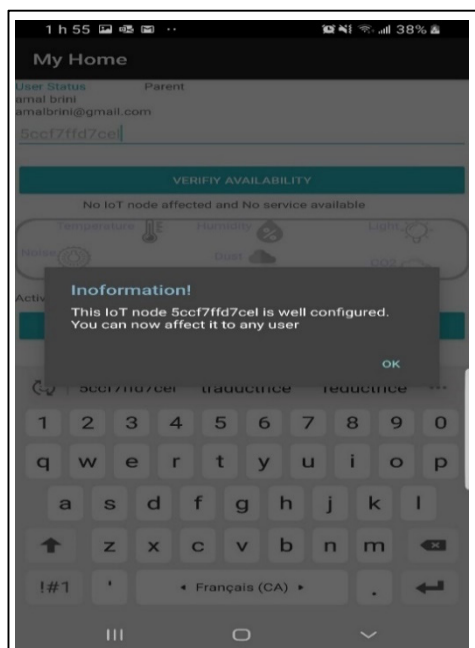 1 h 55 38%
My Home
User Status Parent
amal brini
amalbrini@gmail.com
5ccf7ffd7cel
VERIFIY AVAILABILITY
No IoT node affected and No service available
Temperature Humidity Light
Noise Dust CO2
Activ
Inoformation!
This IoT node 5ccf7ffd7cel is well configured.
You can now affect it to any user
OK
5ccf7ffd7cel traductrice réductrice ...
1 2 3 4 5 6 7 8 9 0
q w e r t y u i o p
a s d f g h j k l
z x c v b n m
!#1 ' Français (CA) .